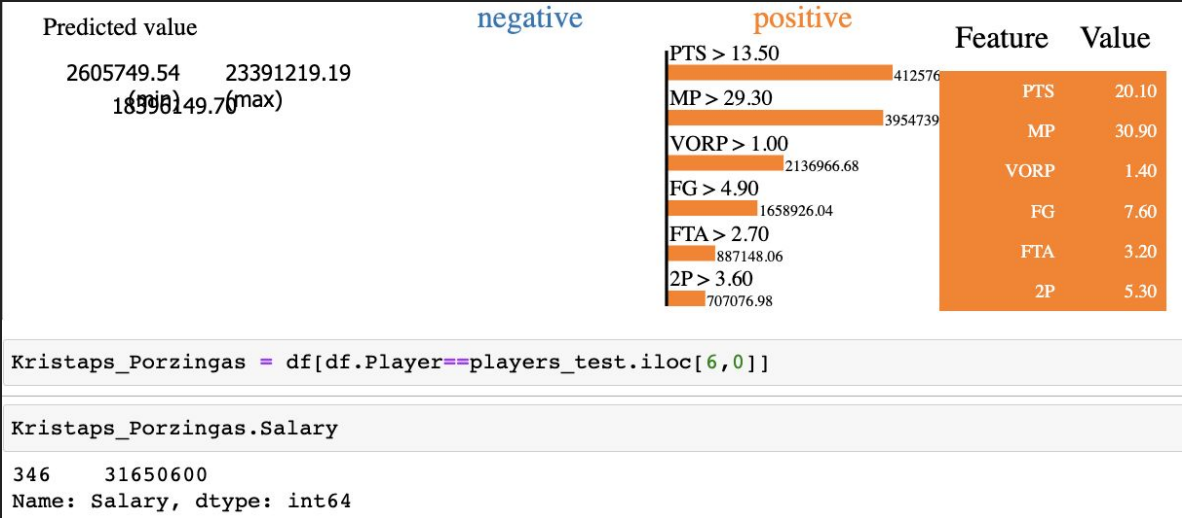 Predicted value
2605749.54 23391219.19
(min) (max)
18396149.70
negative positive
PTS > 13.50
412576
MP > 29.30
3954739
VORP > 1.00
2136966.68
FG > 4.90
1658926.04
FTA > 2.70
887148.06
2P > 3.60
707076.98
Feature Value
PTS 20.10
MP 30.90
VORP 1.40
FG 7.60
FTA 3.20
2P 5.30
Kristaps_Porzingas = df[df.Player==players_test.iloc[6,0]]
Kristaps_Porzingas.Salary
346 31650600
Name: Salary, dtype: int64